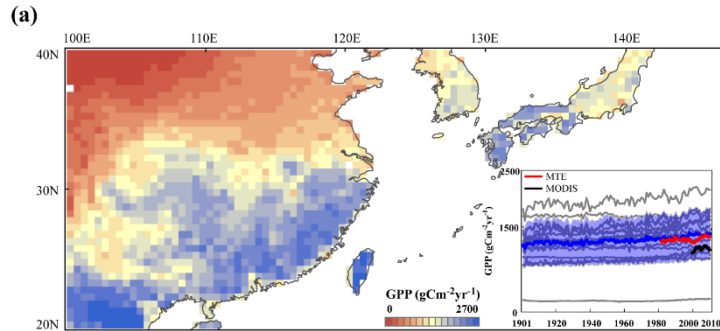 (a)
100E 110E 120E 130E 140E
40N
30N
20N
GPP (gCm⁻²yr⁻¹)
0 2700
MTE
MODIS
GPP (gCm⁻²yr⁻¹)
2500
1500
0
1901 1920 1940 1960 1980 2000 2010